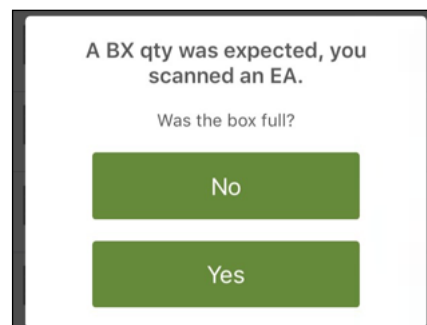 A BX qty was expected, you
scanned an EA.
Was the box full?
No
Yes